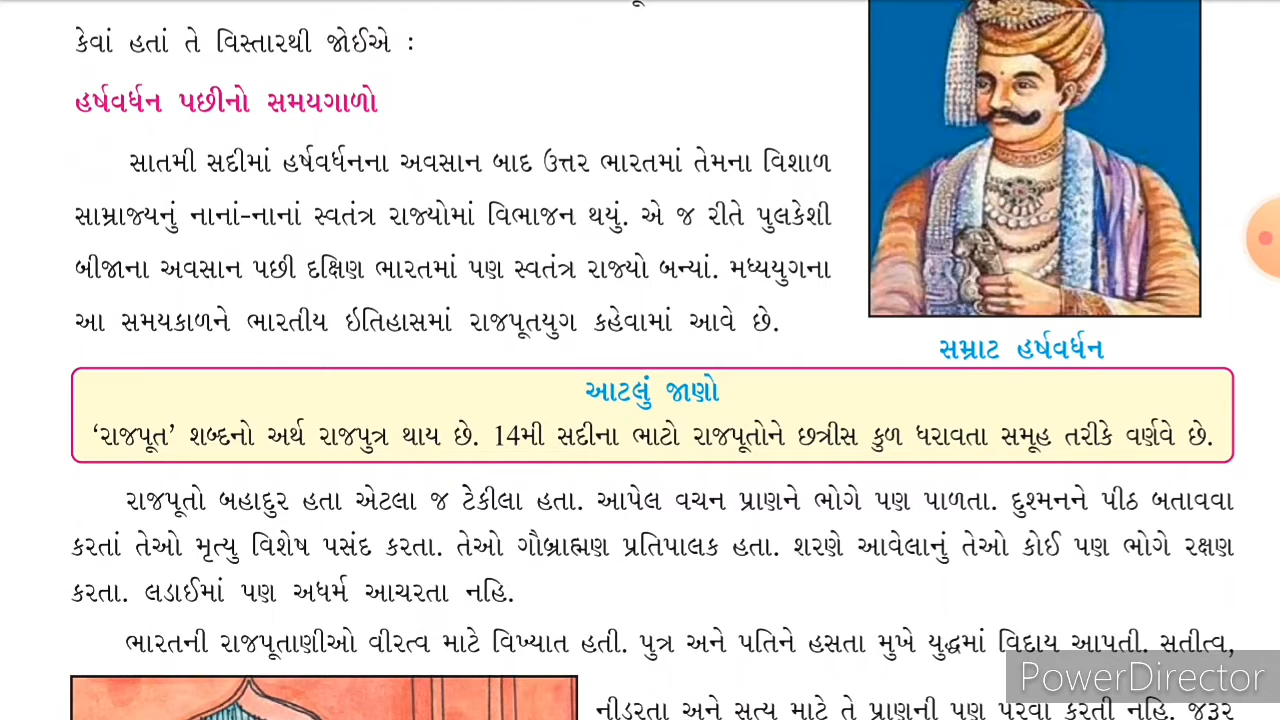 કેવાં હતાં તે વિસ્તારથી જોઈએ :
હર્ષવર્ધન પછીનો સમયગાળો
સાતમી સદીમાં હર્ષવર્ધનના અવસાન બાદ ઉત્તર ભારતમાં તેમના વિશાળ
સામ્રાજ્યનું નાનાં-નાનાં સ્વતંત્ર રાજ્યોમાં વિભાજન થયું. એ જ રીતે પુલકેશી
બીજાના અવસાન પછી દક્ષિણ ભારતમાં પણ સ્વતંત્ર રાજ્યો બન્યાં. મધ્યયુગના
આ સમયકાળને ભારતીય ઇતિહાસમાં રાજપૂતયુગ કહેવામાં આવે છે.
સમ્રાટ હર્ષવર્ધન
આટલું જાણો
‘રાજપૂત’ શબ્દનો અર્થ રાજપુત્ર થાય છે. 14મી સદીના ભાટો રાજપૂતોને છત્રીસ કુળ ધરાવતા સમૂહ તરીકે વર્ણવે છે.
રાજપૂતો બહાદુર હતા એટલા જ ટેકીલા હતા. આપેલ વચન પ્રાણને ભોગે પણ પાળતા. દુશ્મનને પીઠ બતાવવા
કરતાં તેઓ મૃત્યુ વિશેષ પસંદ કરતા. તેઓ ગૌબ્રાહ્મણ પ્રતિપાલક હતા. શરણે આવેલાનું તેઓ કોઈ પણ ભોગે રક્ષણ
કરતા. લડાઈમાં પણ અધર્મ આચરતા નહિ.
ભારતની રાજપૂતાણીઓ વીરત્વ માટે વિખ્યાત હતી. પુત્ર અને પતિને હસતા મુખે યુદ્ધમાં વિદાય આપતી. સતીત્વ,
PowerDirector
નીડરતા અને સત્ય માટે તે પ્રાણની પણ પરવા કરતી નહિ. જરૂર